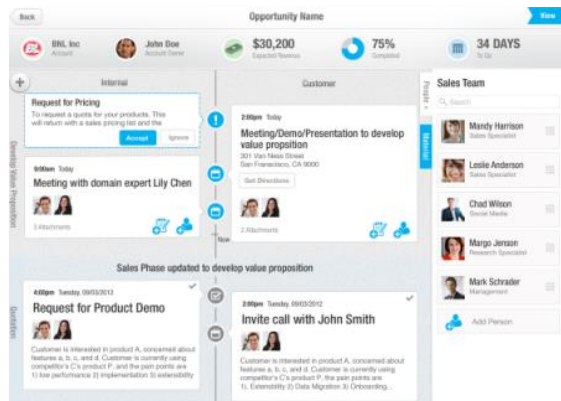 Back
Opportunity Name
View
BNL Inc
Account
John Doe
Account Owner
$30,200
Expected Revenue
75%
Completed
34 DAYS
To Go
Internal
Customer
Request for Pricing
To request a quote for your products. This
will return with a sales pricing list and the
Accept
Ignore
Develop Value Proposition
9:00am Today
Meeting with domain expert Lily Chen
3 Attachments
2:00pm Today
Meeting/Demo/Presentation to develop
value propostition
301 Van Ness Street
San Fransisco, CA 9000
Get Directions
2 Attachments
Now
Sales Phase updated to develop value proposition
Quotation
4:00pm Tuesday, 09/03/2013
Request for Product Demo
Customer is interested in product A, concerned about
features a, b, c, and d. Customer is currently using
competitor's C's product P, and the pain points are
1) low performance 2) implementation 3) extensibility
2:00pm Tuesday, 09/03/2012
Invite call with John Smith
Customer is interested in product A, concerned about
features a, b, c, and d. Customer is currently using
competitor's C's product P, and the pain points are
1). Extensibility 2) Data Migration 3) Onboarding...
People
Material
Sales Team
Search
Mandy Harrison
Sales Specialist
Leslie Anderson
Sales Specialist
Chad Wilson
Social Media
Margo Jenson
Research Specialist
Mark Schrader
Management
Add Person